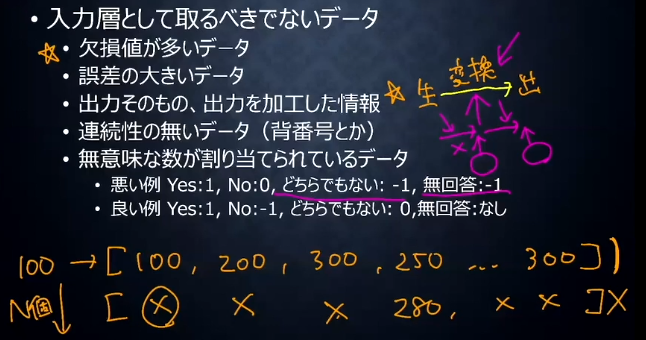 • 入力層として取るべきでないデータ
• 欠損値が多いデータ
• 誤差の大きいデータ
• 出力そのもの、出力を加工した情報
• 連続性の無いデータ（背番号とか）
• 無意味な数が割り当てられているデータ
• 悪い例 Yes:1, No:0, どちらでもない: -1, 無回答:-1
• 良い例 Yes:1, No:-1, どちらでもない: 0,無回答:なし
☆ 生 変換 → 出
100 → [100, 200, 300, 250 ... 300])
N個 ↓ [ X X X 280, X X ]X